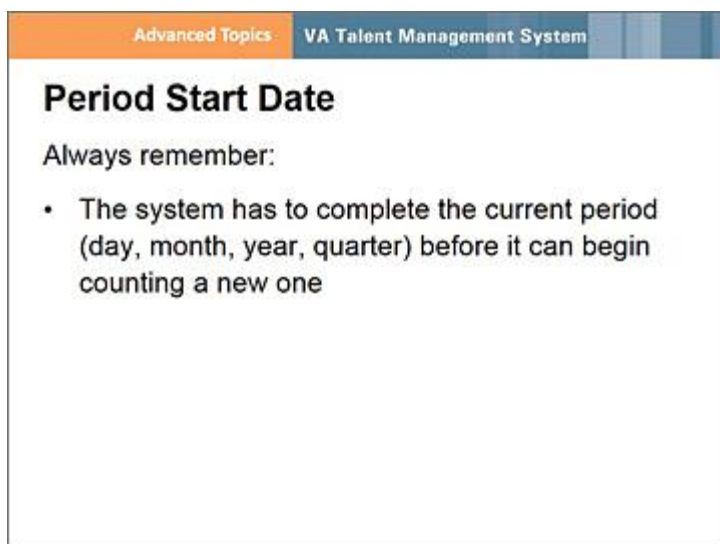 Advanced Topics VA Talent Management System
Period Start Date
Always remember:
• The system has to complete the current period
(day, month, year, quarter) before it can begin
counting a new one